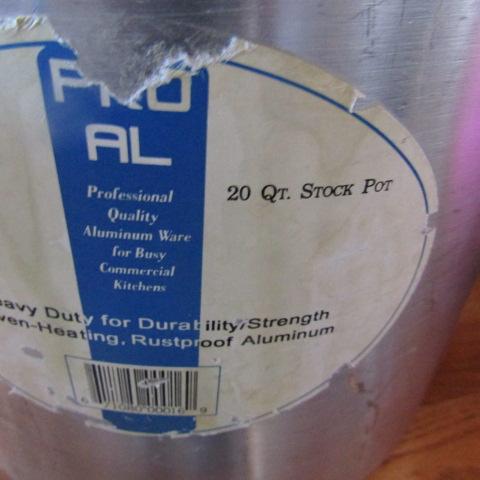 PRO
AL
Professional
Quality
Aluminum Ware
for Busy
Commercial
Kitchens
20 QT. STOCK POT
eavy Duty for Durability/Strength
ven-Heating, Rustproof Aluminum